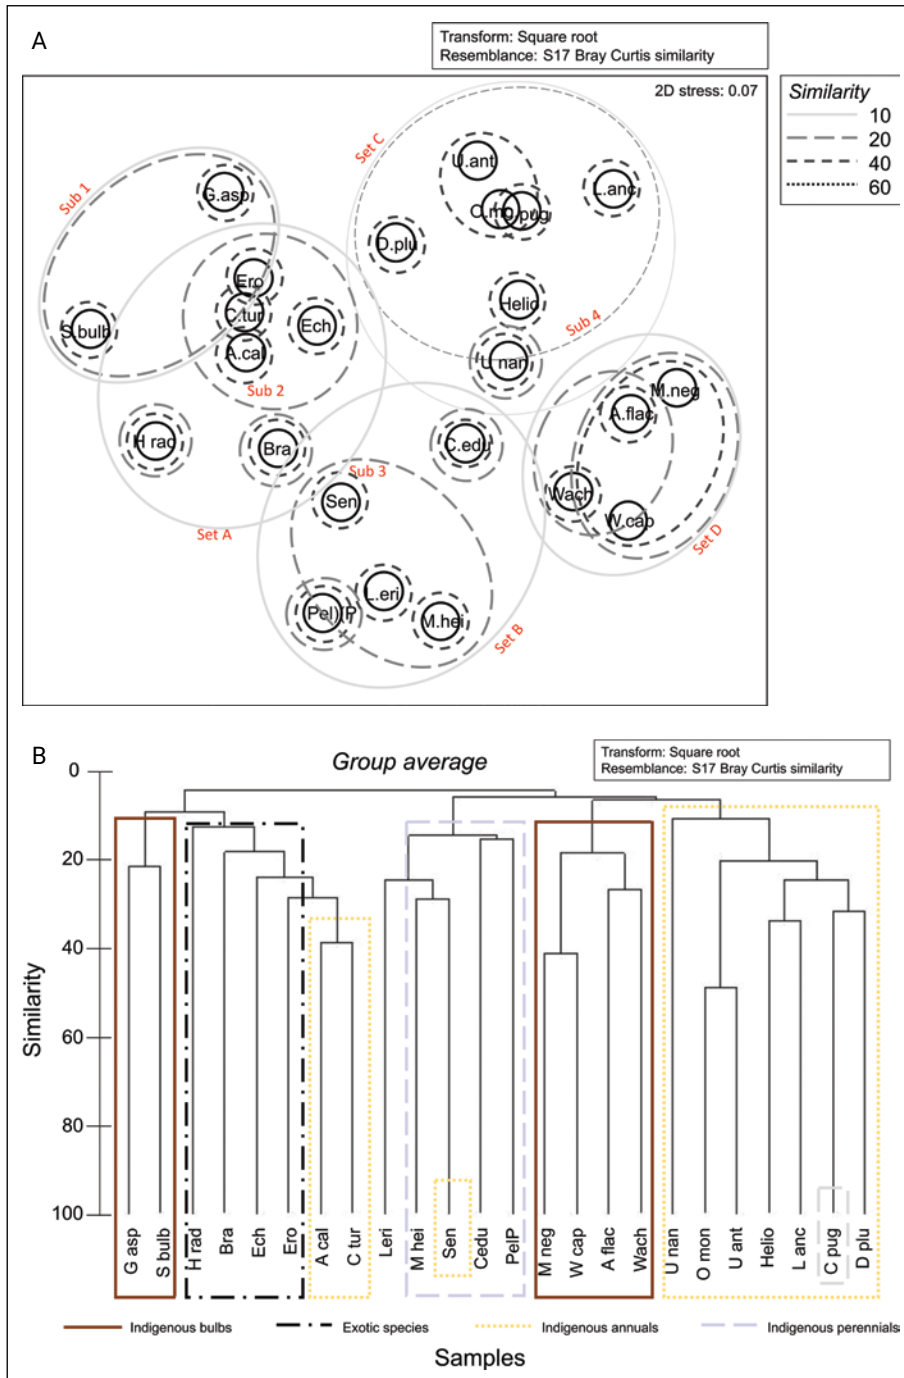 A
Transform: Square root
Resemblance: S17 Bray Curtis similarity
2D stress: 0.07
Similarity
10
20
40
60
Set C
Sub 1
U.ant
G.asp
L.anc
O.mo
pug
D.plu
Ero
C.tur
Ech
Helio
S.bulb
Sub 4
A.cal
U nan
Sub 2
M.neg
A.flac
H rad
Bra
C.edu
Sub 3
Sen
Wach
W.cap
Set A
Set D
L.eri
Pel)(P
M.hei
Set B
B
Group average
Transform: Square root
Resemblance: S17 Bray Curtis similarity
0
20
40
60
80
100
Similarity
G asp
S bulb
H rad
Bra
Ech
Ero
A cal
C tur
Leri
M hei
Sen
Cedu
PelP
M neg
W cap
A flac
Wach
U nan
O mon
U ant
Helio
L anc
C pug
D plu
Indigenous bulbs
Exotic species
Indigenous annuals
Indigenous perennials
Samples